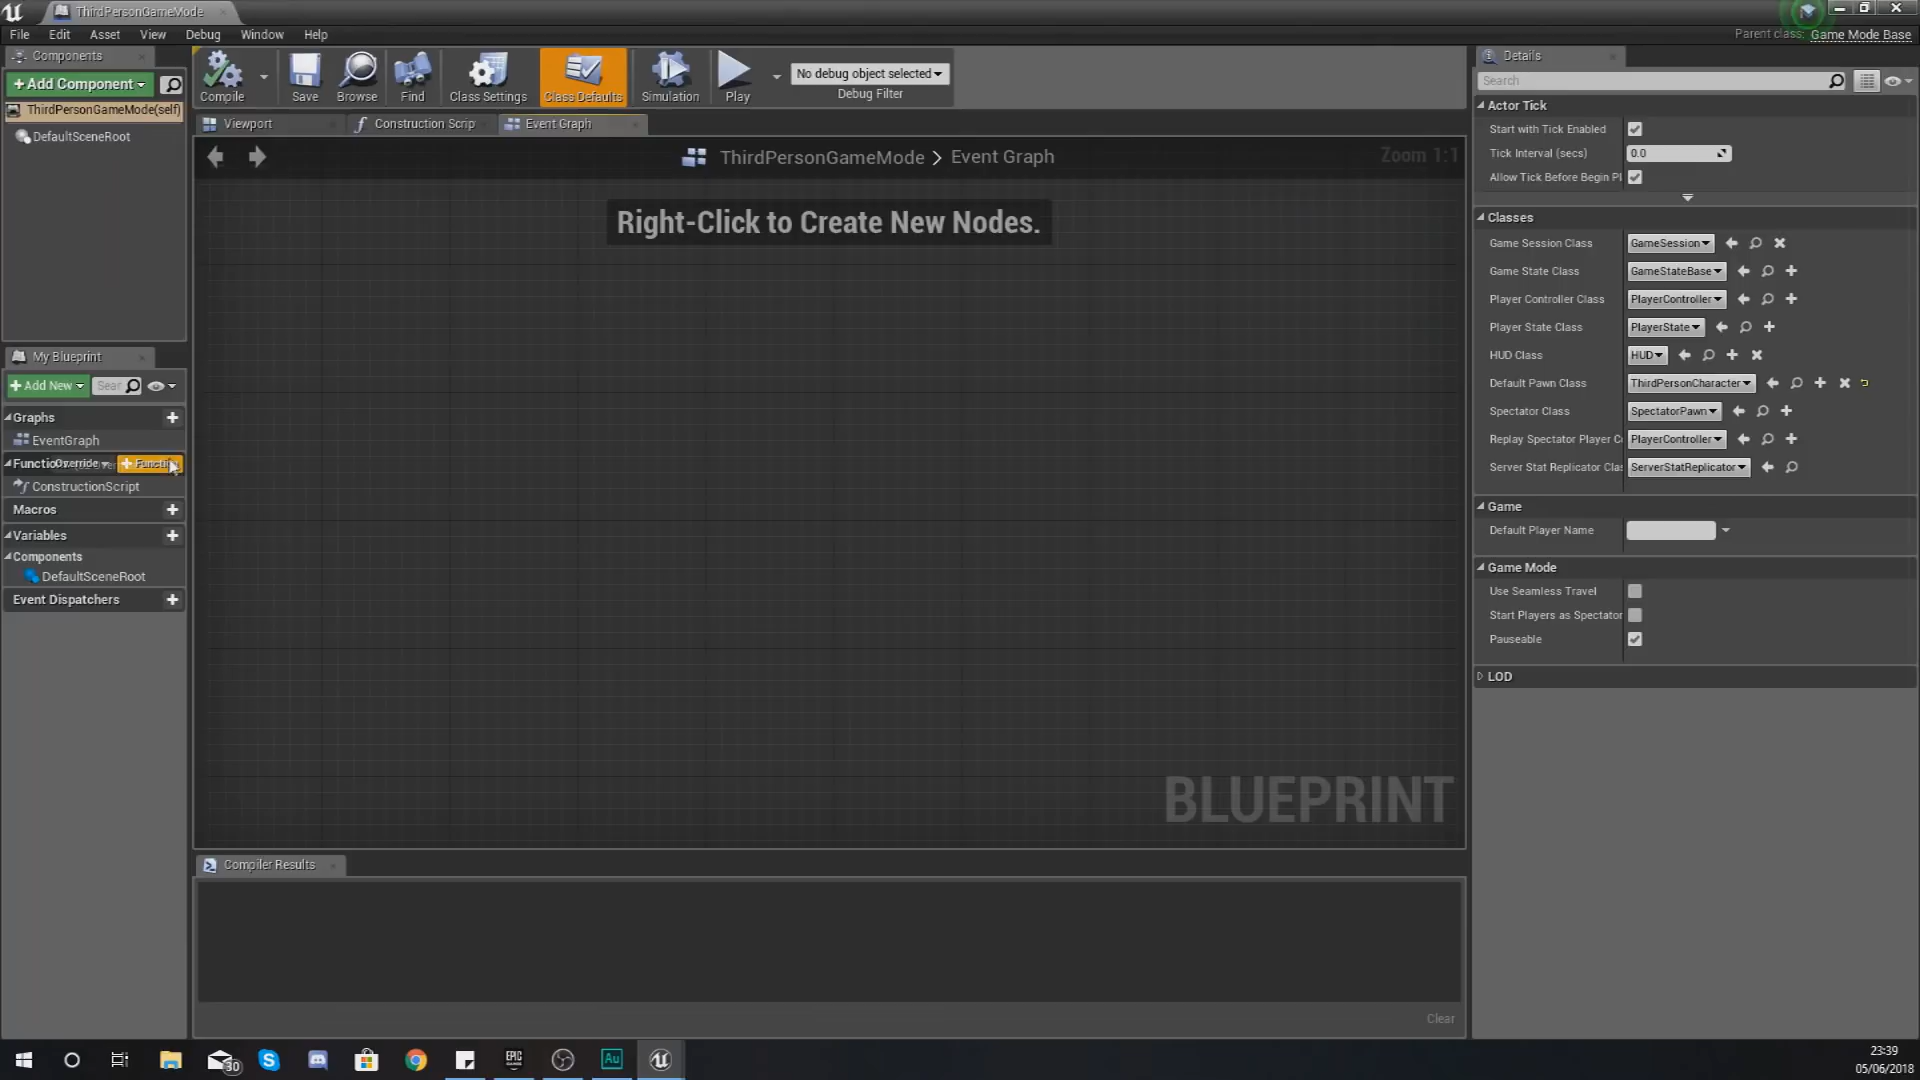 ThirdPersonGameMode
File Edit Asset View Debug Window Help
Parent class: Game Mode Base
Components
+Add Component
ThirdPersonGameMode(self)
DefaultSceneRoot
Compile
Save
Browse
Find
Class Settings
Class Defaults
Simulation
Play
No debug object selected
Debug Filter
Viewport
Construction Scrip
Event Graph
ThirdPersonGameMode > Event Graph
Zoom 1:1
Right-Click to Create New Nodes.
BLUEPRINT
My Blueprint
+Add New
Sear
Graphs
EventGraph
Override
+ Functi
ConstructionScript
Macros
Variables
Components
DefaultSceneRoot
Event Dispatchers
Compiler Results
Clear
Details
Search
Actor Tick
Start with Tick Enabled
Tick Interval (secs) 0.0
Allow Tick Before Begin Pl
Classes
Game Session Class GameSession
Game State Class GameStateBase
Player Controller Class PlayerController
Player State Class PlayerState
HUD Class HUD
Default Pawn Class ThirdPersonCharacter
Spectator Class SpectatorPawn
Replay Spectator Player C PlayerController
Server Stat Replicator Clas ServerStatReplicator
Game
Default Player Name
Game Mode
Use Seamless Travel
Start Players as Spectator
Pauseable
LOD
30
EPIC GAMES
Au
23:39
05/06/2018